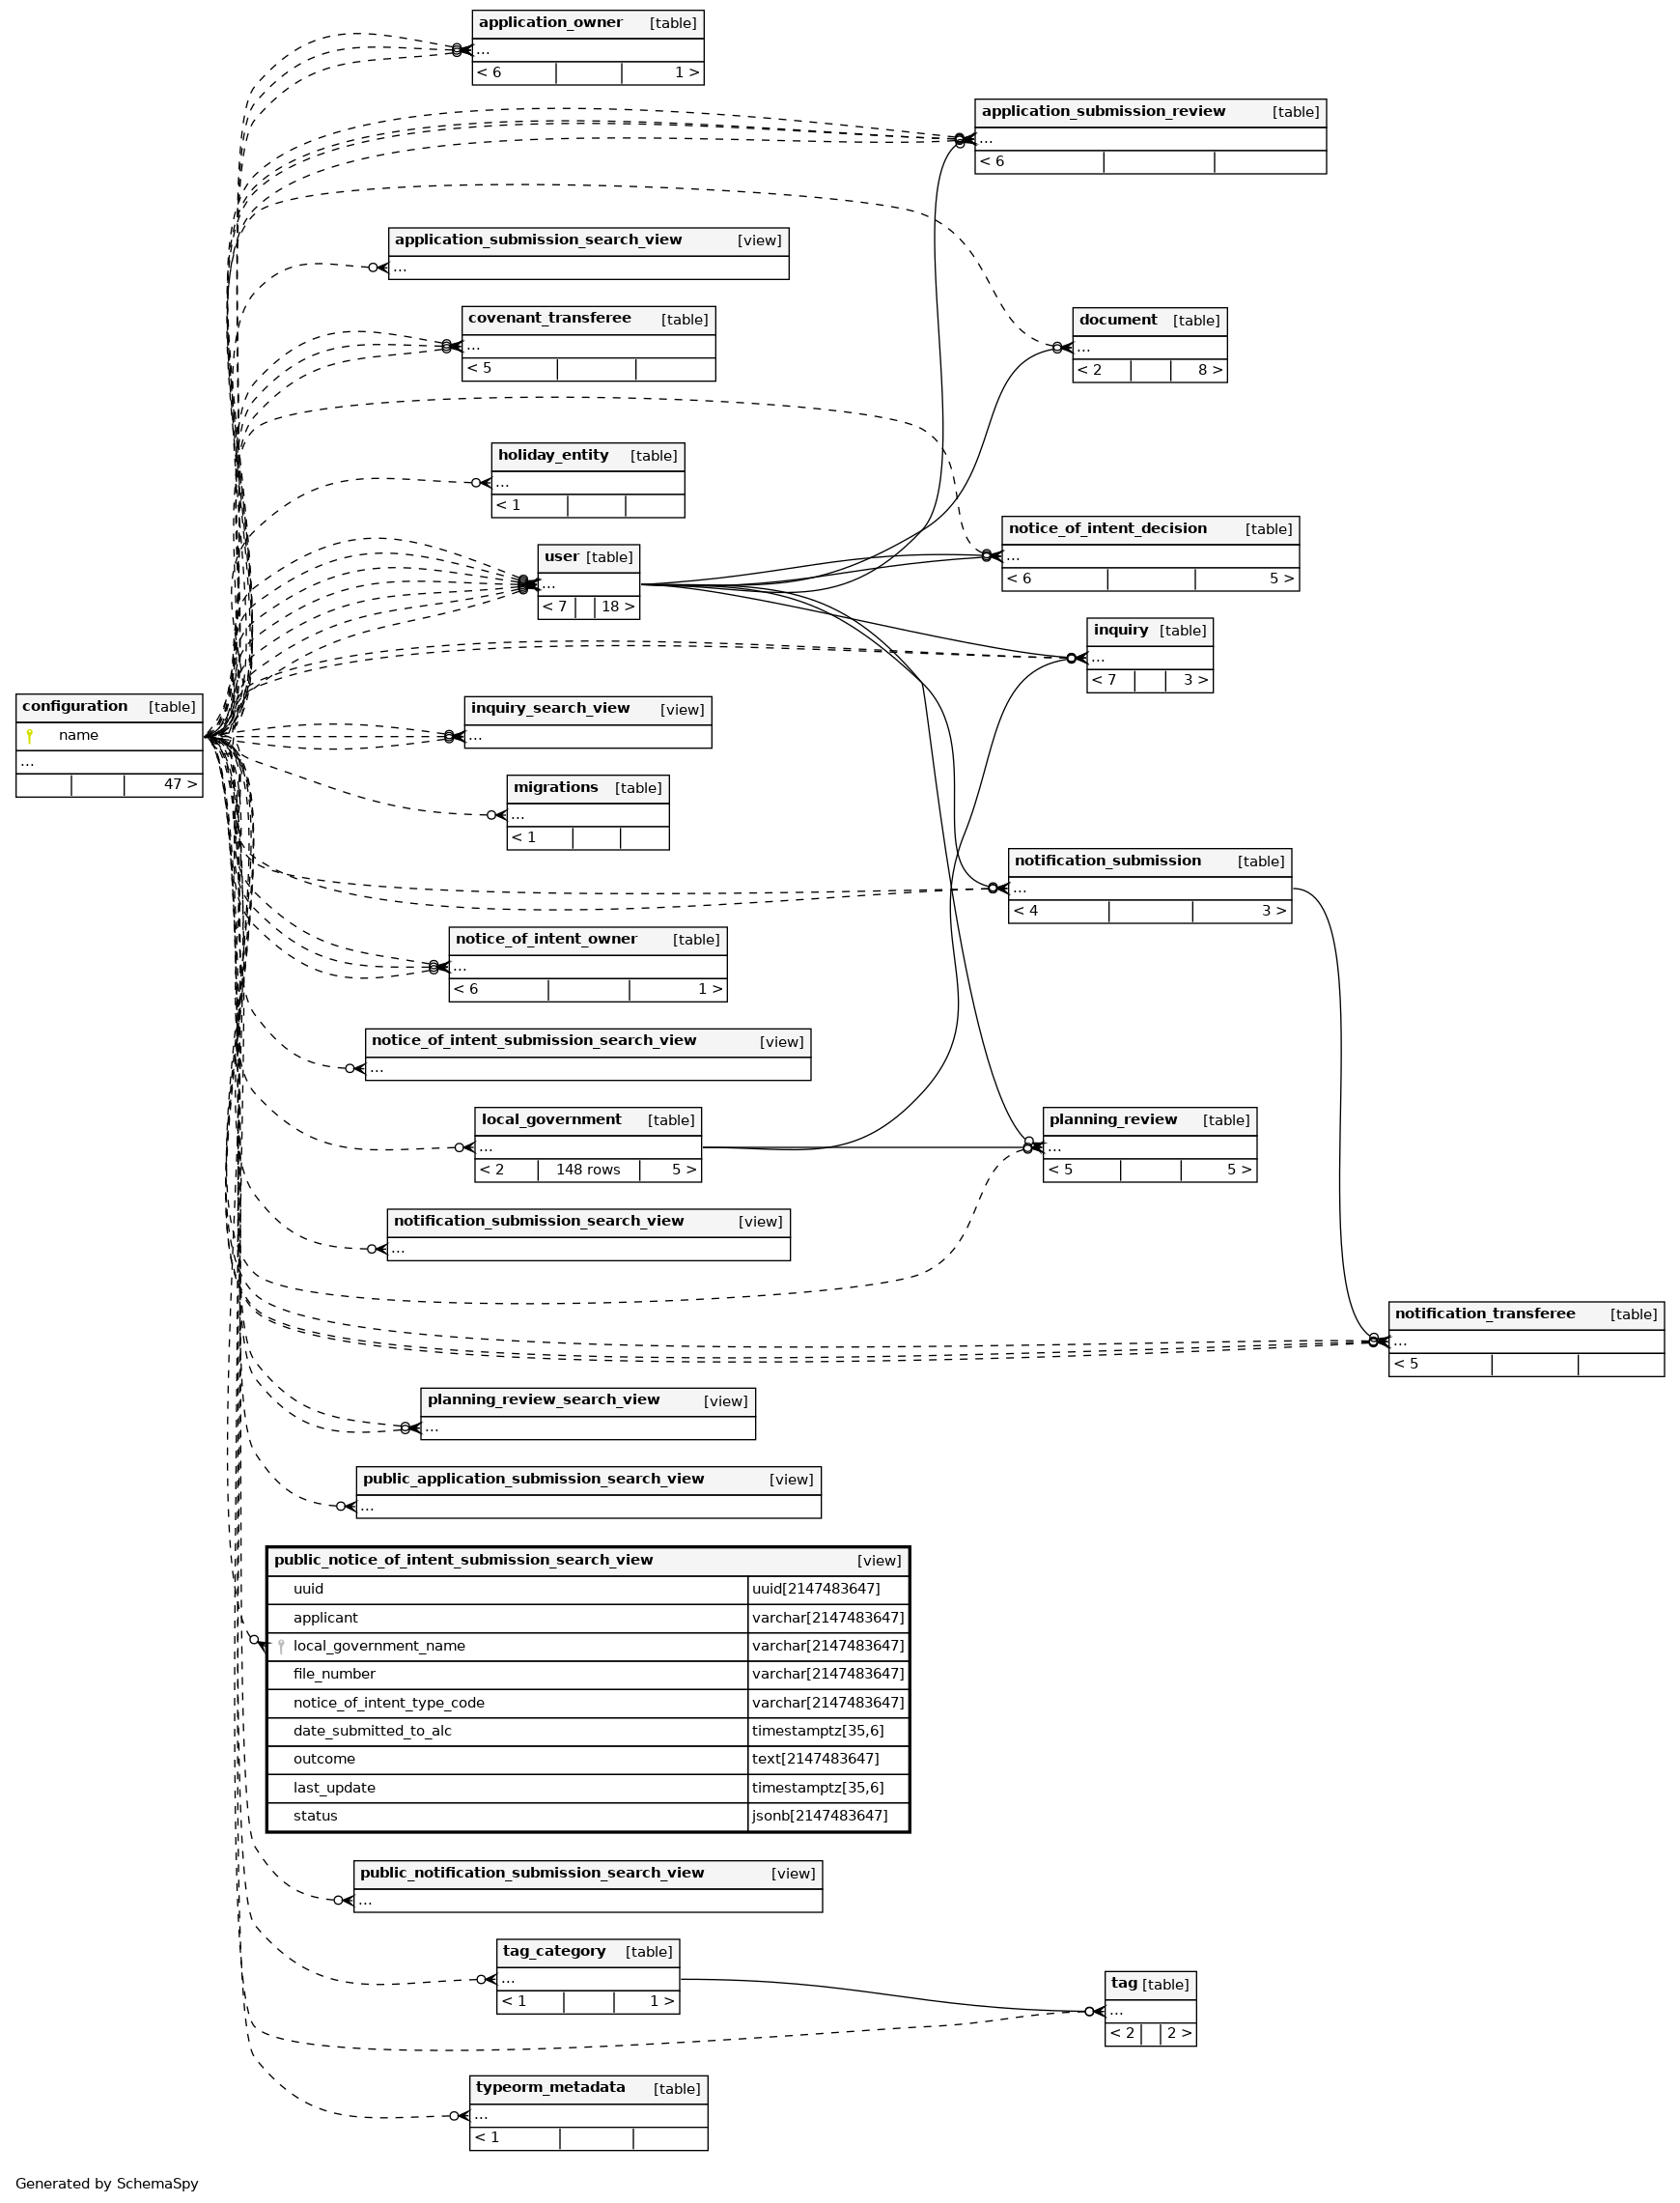 application_owner [table]
...
< 6 1 >
application_submission_review [table]
...
< 6
application_submission_search_view [view]
...
covenant_transferee [table]
...
< 5
document [table]
...
< 2 8 >
holiday_entity [table]
...
< 1
notice_of_intent_decision [table]
...
< 6 5 >
user [table]
...
< 7 18 >
inquiry [table]
...
< 7 3 >
configuration [table]
name
...
47 >
inquiry_search_view [view]
...
migrations [table]
...
< 1
notification_submission [table]
...
< 4 3 >
notice_of_intent_owner [table]
...
< 6 1 >
notice_of_intent_submission_search_view [view]
...
local_government [table]
...
< 2 148 rows 5 >
planning_review [table]
...
< 5 5 >
notification_submission_search_view [view]
...
notification_transferee [table]
...
< 5
planning_review_search_view [view]
...
public_application_submission_search_view [view]
...
public_notice_of_intent_submission_search_view [view]
uuid uuid[2147483647]
applicant varchar[2147483647]
local_government_name varchar[2147483647]
file_number varchar[2147483647]
notice_of_intent_type_code varchar[2147483647]
date_submitted_to_alc timestamptz[35,6]
outcome text[2147483647]
last_update timestamptz[35,6]
status jsonb[2147483647]
public_notification_submission_search_view [view]
...
tag_category [table]
...
< 1 1 >
tag [table]
...
< 2 2 >
typeorm_metadata [table]
...
< 1
Generated by SchemaSpy